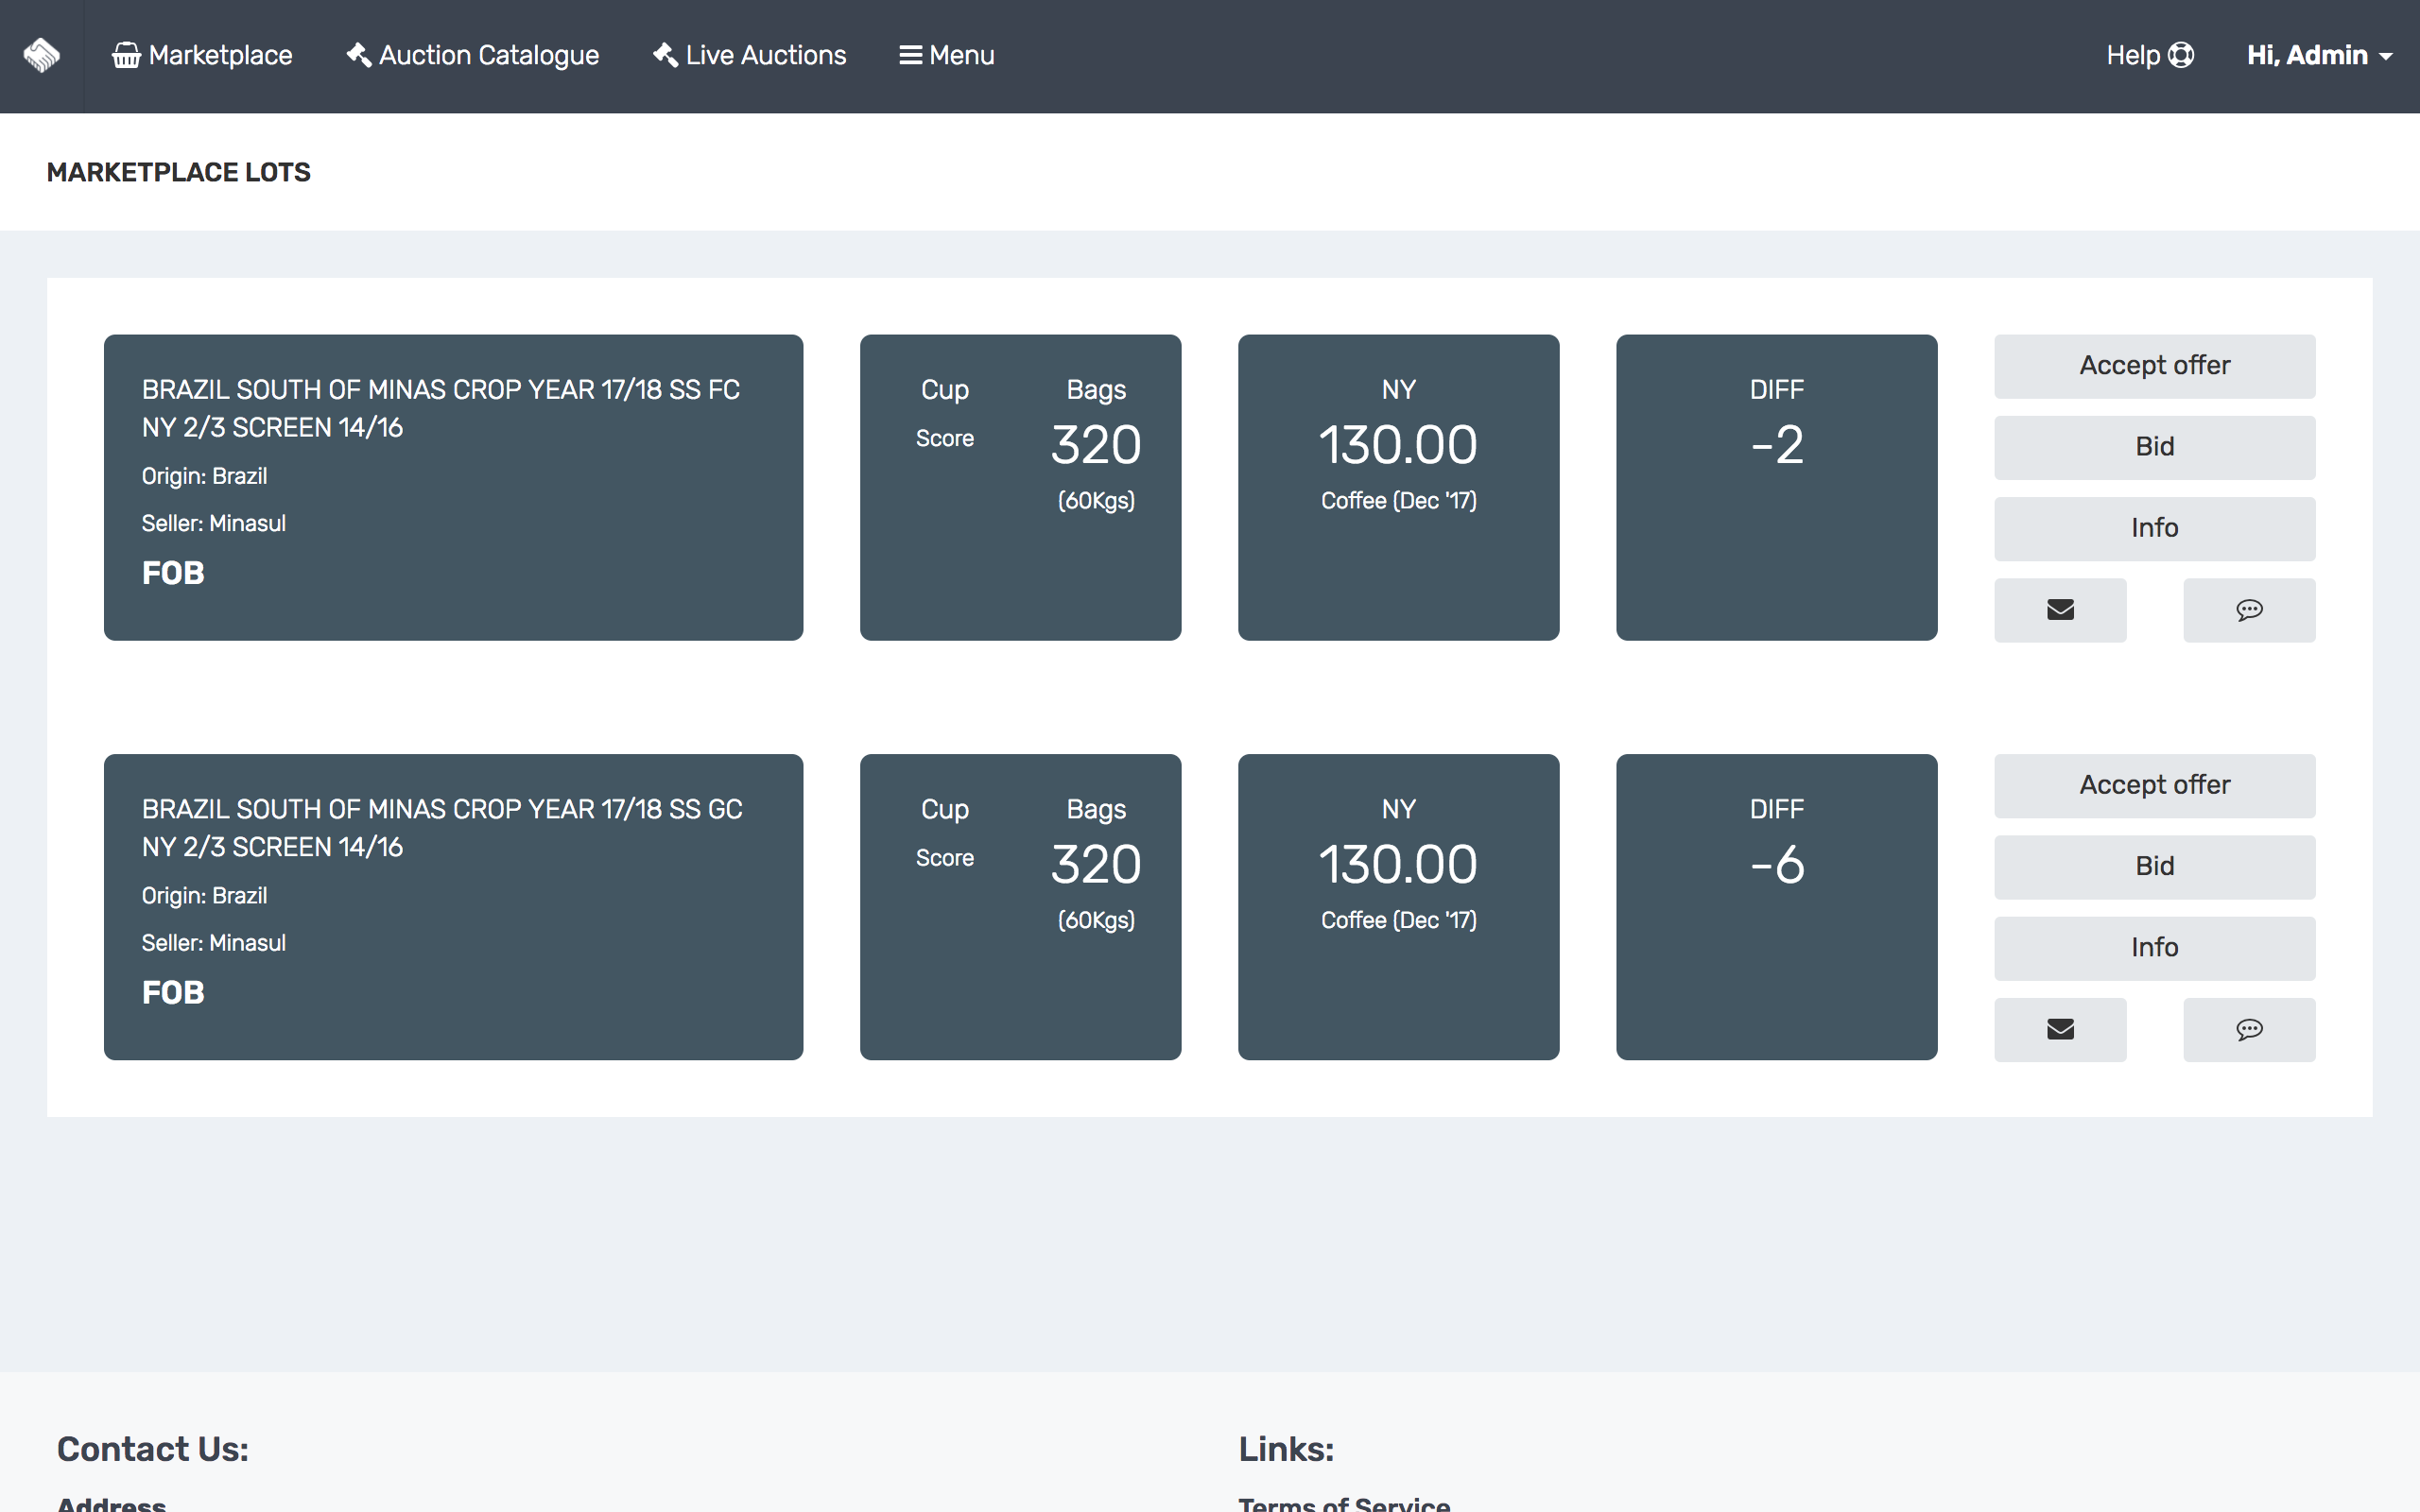 Marketplace Auction Catalogue Live Auctions Menu Help Hi, Admin
MARKETPLACE LOTS
BRAZIL SOUTH OF MINAS CROP YEAR 17/18 SS FC
NY 2/3 SCREEN 14/16
Origin: Brazil
Seller: Minasul
FOB
Cup
Score
Bags
320
(60Kgs)
NY
130.00
Coffee (Dec '17)
DIFF
-2
Accept offer
Bid
Info
BRAZIL SOUTH OF MINAS CROP YEAR 17/18 SS GC
NY 2/3 SCREEN 14/16
Origin: Brazil
Seller: Minasul
FOB
Cup
Score
Bags
320
(60Kgs)
NY
130.00
Coffee (Dec '17)
DIFF
-6
Accept offer
Bid
Info
Contact Us:
Address
Links:
Terms of Service